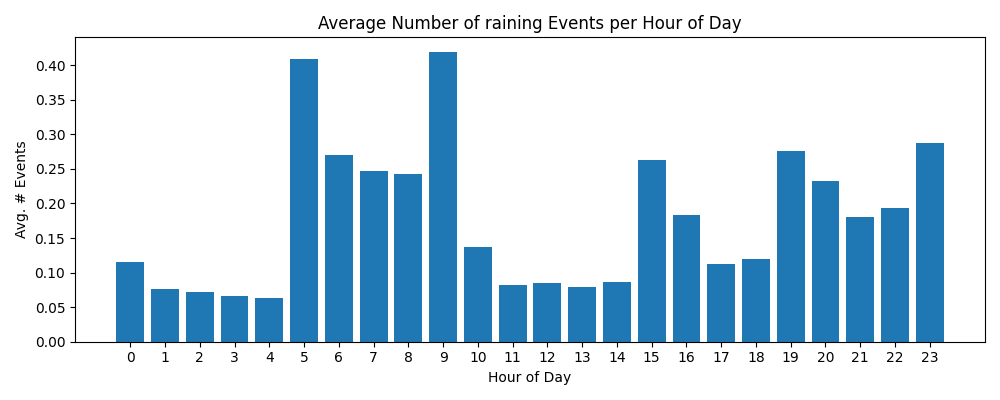 Average Number of raining Events per Hour of Day
Avg. # Events
0.40
0.35
0.30
0.25
0.20
0.15
0.10
0.05
0.00
0 1 2 3 4 5 6 7 8 9 10 11 12 13 14 15 16 17 18 19 20 21 22 23
Hour of Day